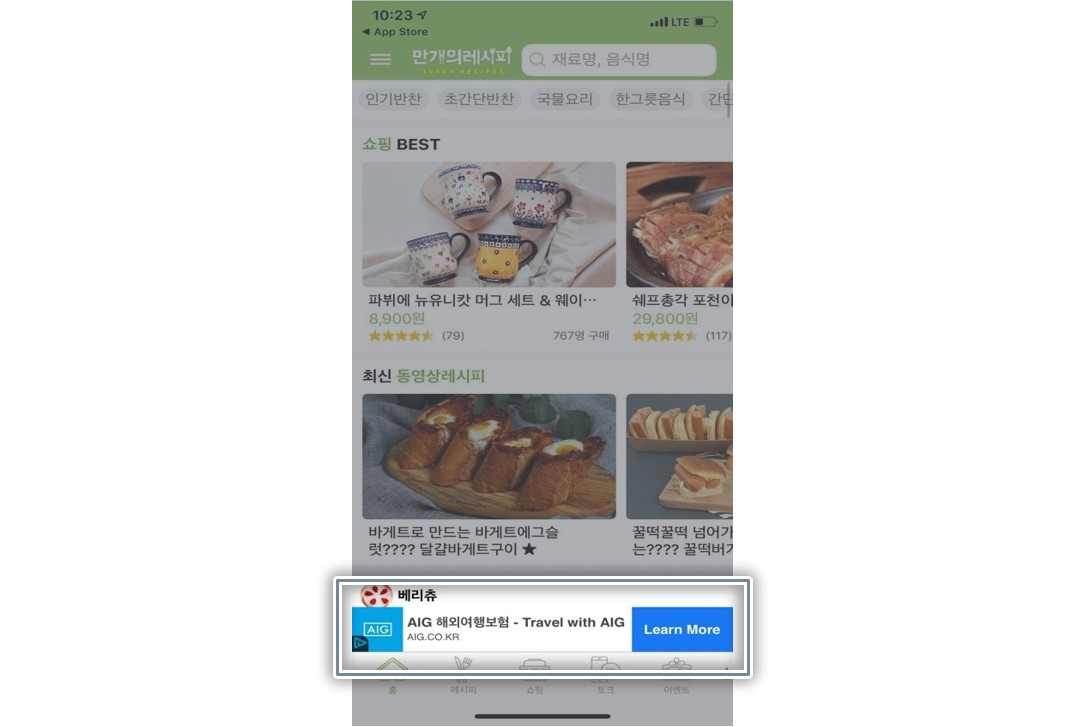 10:23
LTE
◀ App Store
만개의레시피
10000 RECIPES
재료명, 음식명
인기반찬 초간단반찬 국물요리 한그릇음식 간단
쇼핑 BEST
파뷔에 뉴유니캇 머그 세트 & 웨이…
8,900원
(79) 767명 구매
쉐프총각 포천이
29,800원
(117)
최신 동영상레시피
바게트로 만드는 바게트에그슬
럿???? 달걀바게트구이 ★
꿀떡꿀떡 넘어가
는???? 꿀떡버거
베리츄
AIG
AIG 해외여행보험 - Travel with AIG
AIG.CO.KR
Learn More
홈 레시피 쇼핑 토크 이벤트